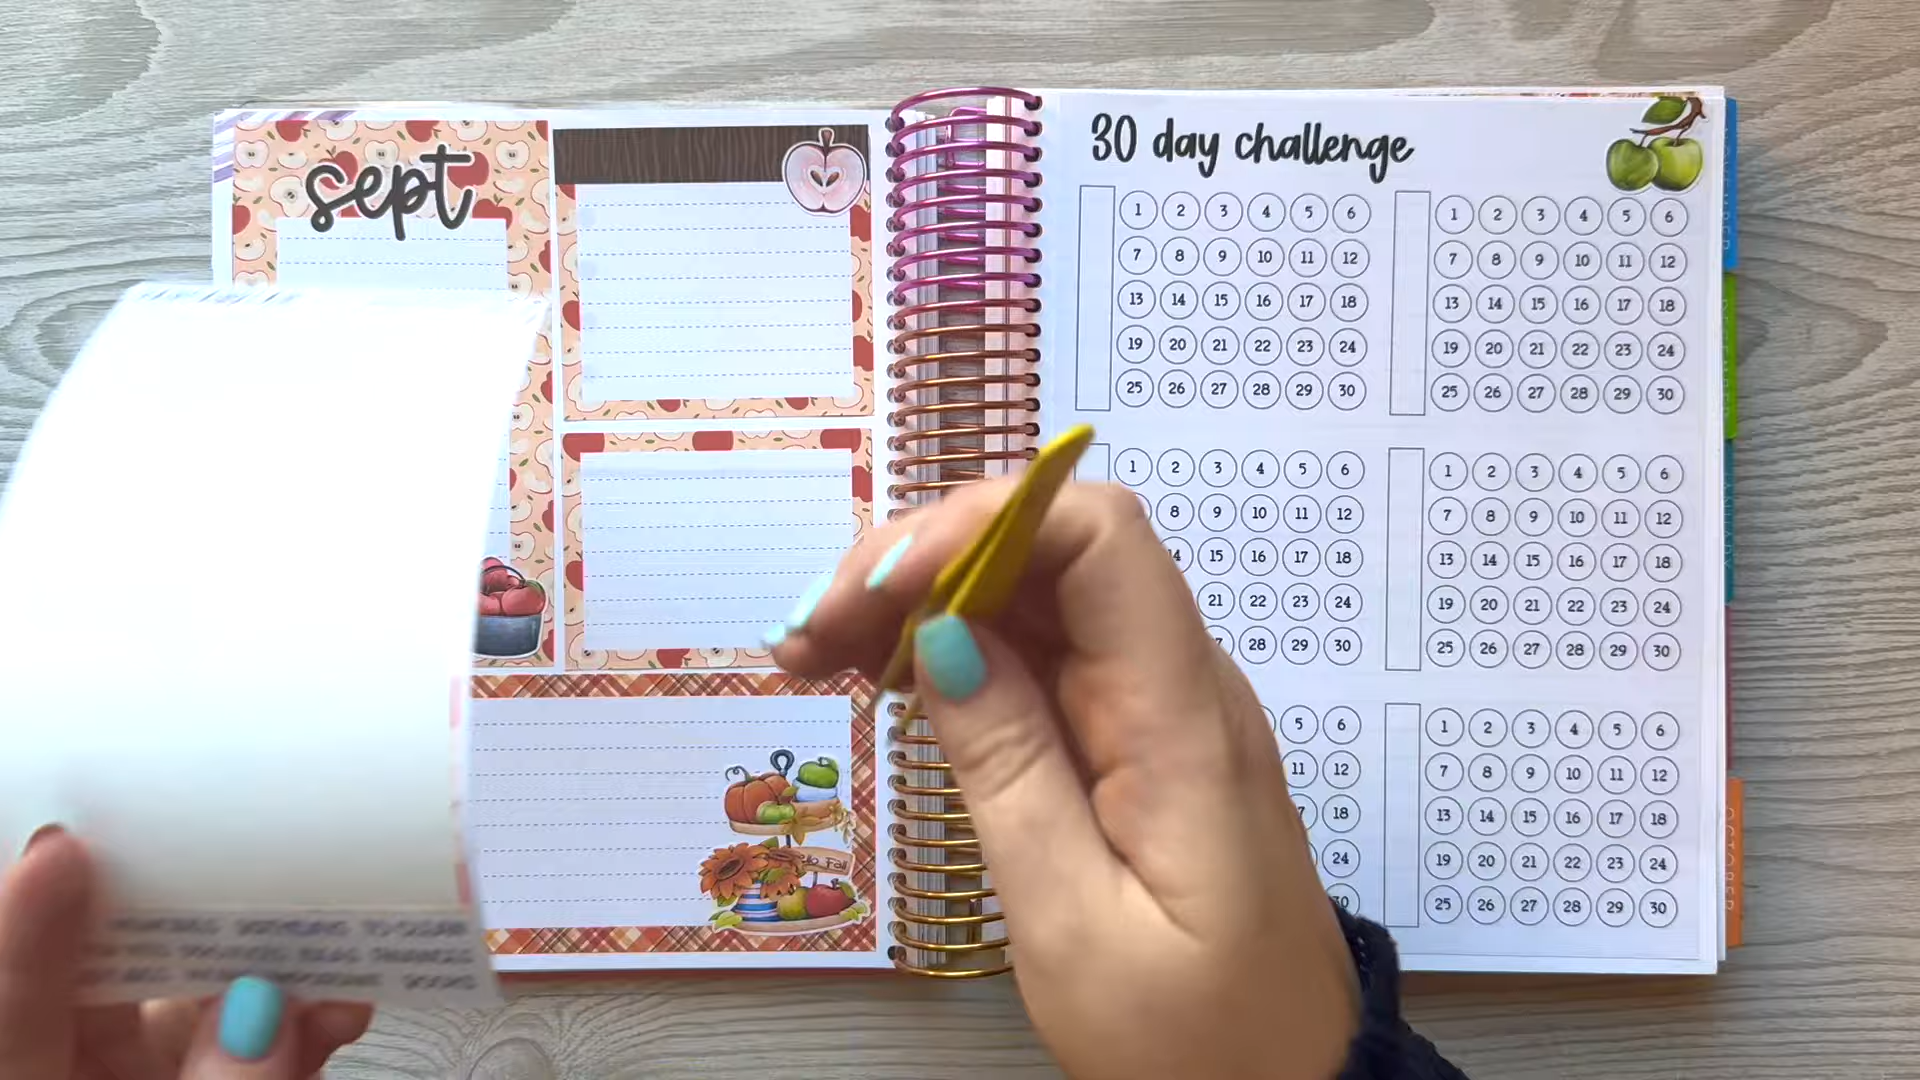 sept
30 day challenge
1 2 3 4 5 6
7 8 9 10 11 12
13 14 15 16 17 18
19 20 21 22 23 24
25 26 27 28 29 30
1 2 3 4 5 6
7 8 9 10 11 12
13 14 15 16 17 18
19 20 21 22 23 24
25 26 27 28 29 30
1 2 3 4 5 6
8 9 10 11 12
14 15 16 17 18
21 22 23 24
28 29 30
1 2 3 4 5 6
7 8 9 10 11 12
13 14 15 16 17 18
19 20 21 22 23 24
25 26 27 28 29 30
5 6
11 12
18
24
30
1 2 3 4 5 6
7 8 9 10 11 12
13 14 15 16 17 18
19 20 21 22 23 24
25 26 27 28 29 30
Fall
OCTOBER